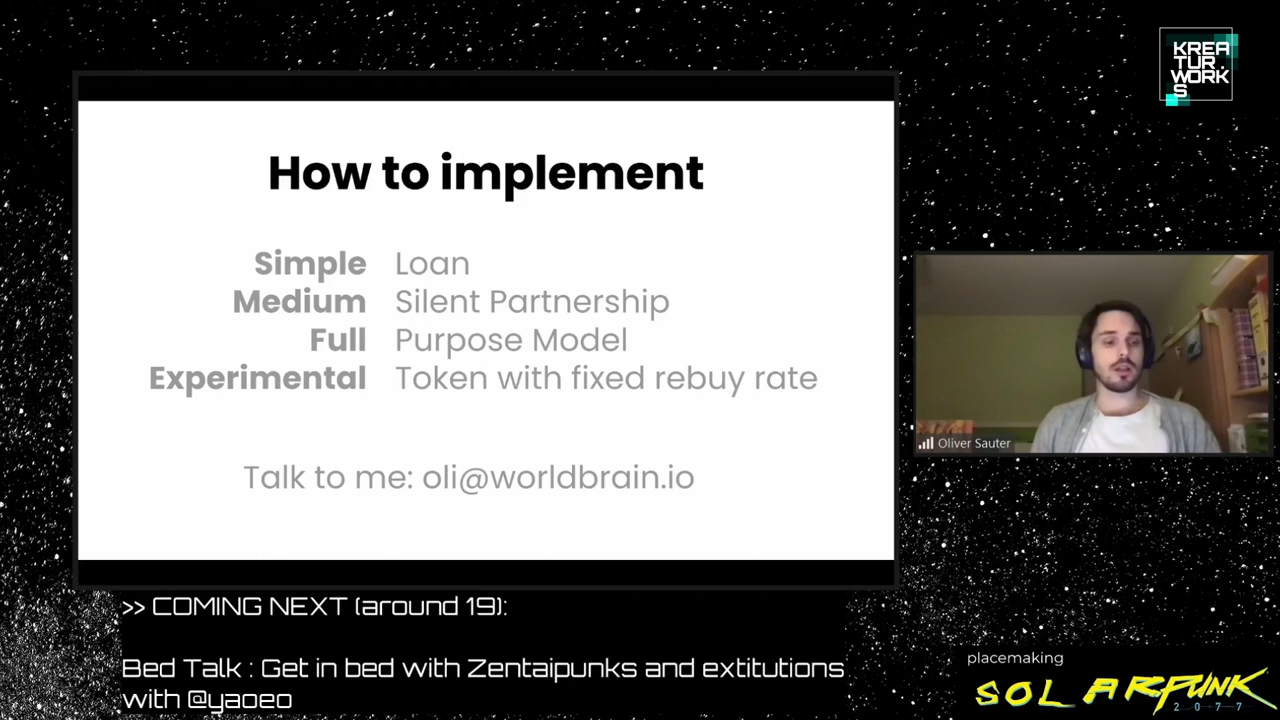 KREA
TUR.
WORK
S
How to implement
Simple Loan
Medium Silent Partnership
Full Purpose Model
Experimental Token with fixed rebuy rate
Talk to me: oli@worldbrain.io
Oliver Sauter
>> COMING NEXT (around 19):
Bed Talk : Get in bed with Zentaipunks and extitutions
with @yaoeo
placemaking
SOLARPUNK
2077